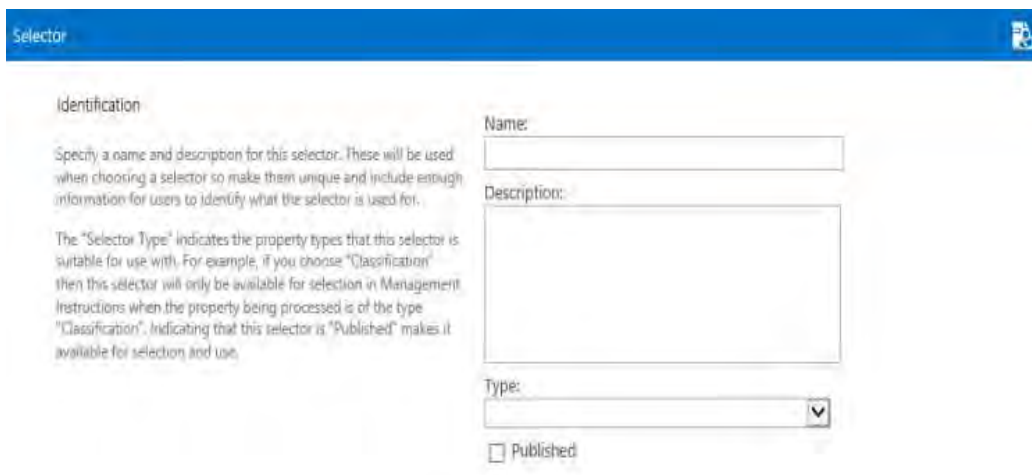 Selector
Identification
Specify a name and description for this selector. These will be used
when choosing a selector so make them unique and include enough
information for users to identify what the selector is used for.
The "Selector Type" indicates the property types that this selector is
suitable for use with. For example, if you choose "Classification"
then this selector will only be available for selection in Management
Instructions when the property being processed is of the type
"Classification". Indicating that this selector is "Published" makes it
available for selection and use.
Name:
Description:
Type:
Published